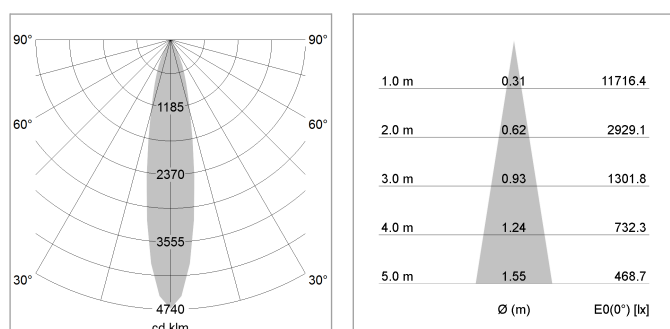 90° 90°
1185
60° 60°
2370
3555
30° 30°
4740
cd klm
1.0 m 0.31 11716.4
2.0 m 0.62 2929.1
3.0 m 0.93 1301.8
4.0 m 1.24 732.3
5.0 m 1.55 468.7
Ø (m) E0(0°) [lx]